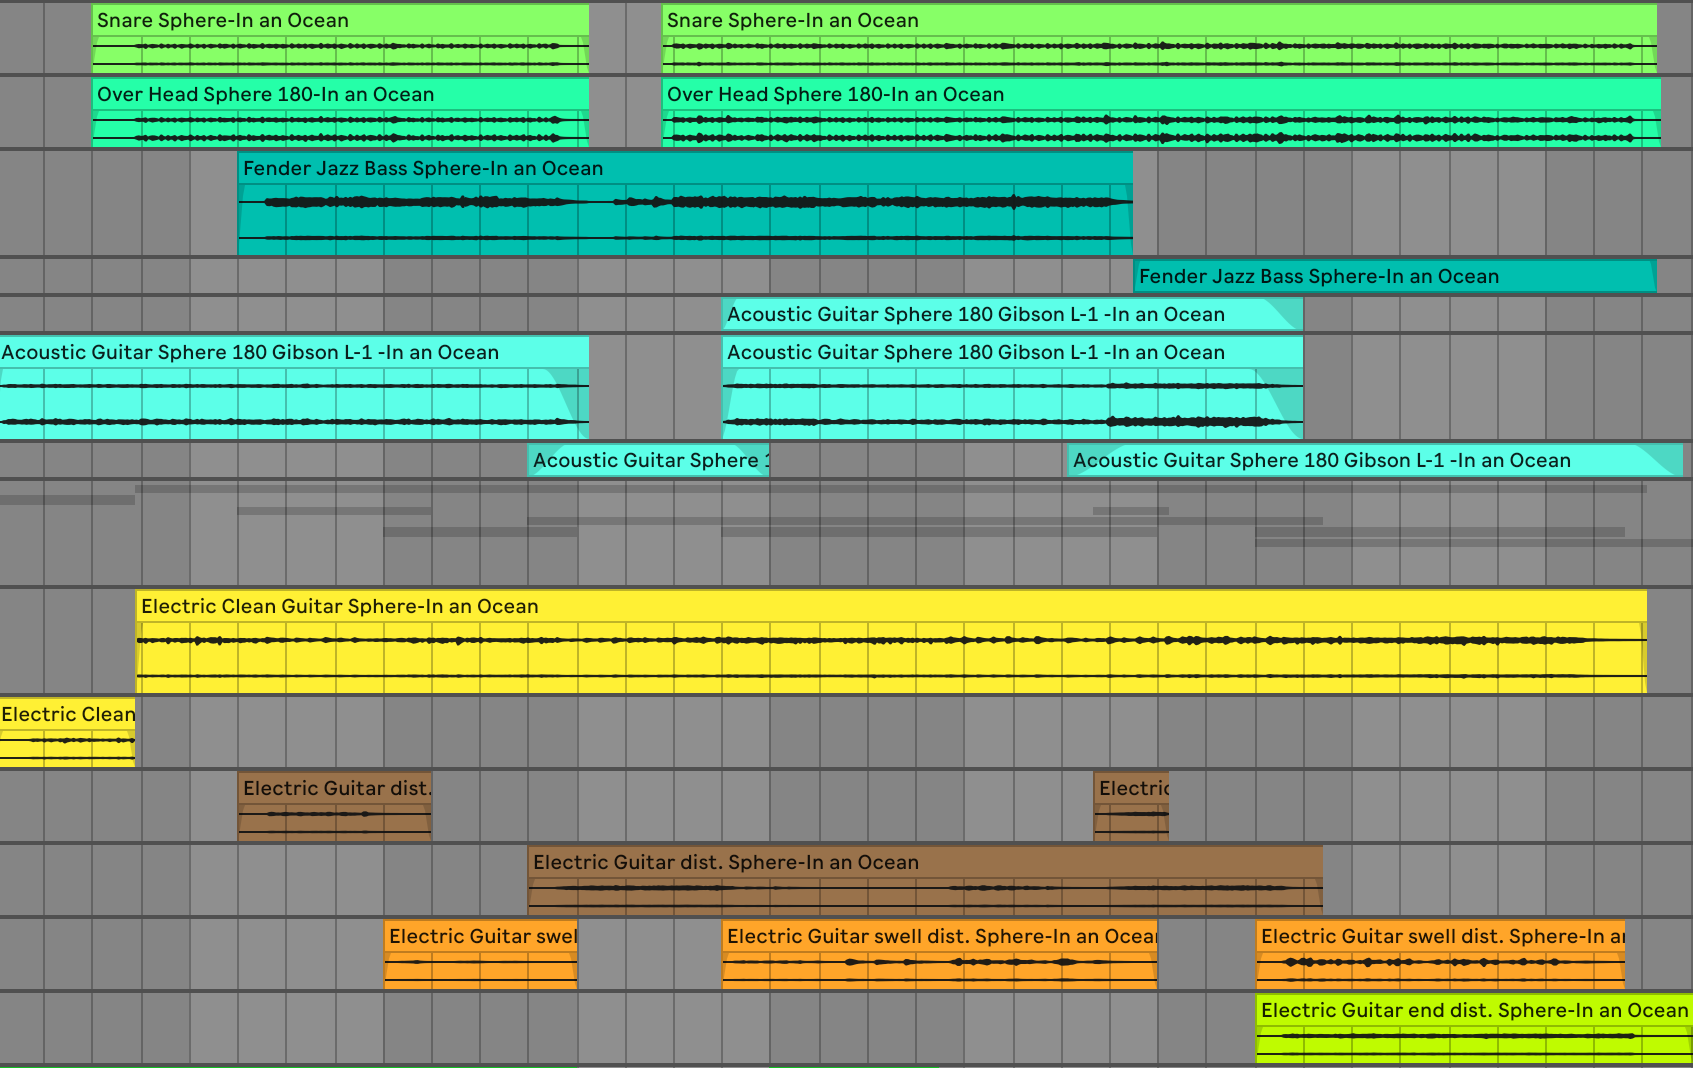 Snare Sphere-In an Ocean
Snare Sphere-In an Ocean
Over Head Sphere 180-In an Ocean
Over Head Sphere 180-In an Ocean
Fender Jazz Bass Sphere-In an Ocean
Fender Jazz Bass Sphere-In an Ocean
Acoustic Guitar Sphere 180 Gibson L-1 -In an Ocean
Acoustic Guitar Sphere 180 Gibson L-1 -In an Ocean
Acoustic Guitar Sphere 180 Gibson L-1 -In an Ocean
Acoustic Guitar Sphere
Acoustic Guitar Sphere 180 Gibson L-1 -In an Ocean
Electric Clean Guitar Sphere-In an Ocean
Electric Clean
Electric Guitar dist.
Electric
Electric Guitar dist. Sphere-In an Ocean
Electric Guitar swel
Electric Guitar swell dist. Sphere-In an Ocean
Electric Guitar swell dist. Sphere-In an
Electric Guitar end dist. Sphere-In an Ocean